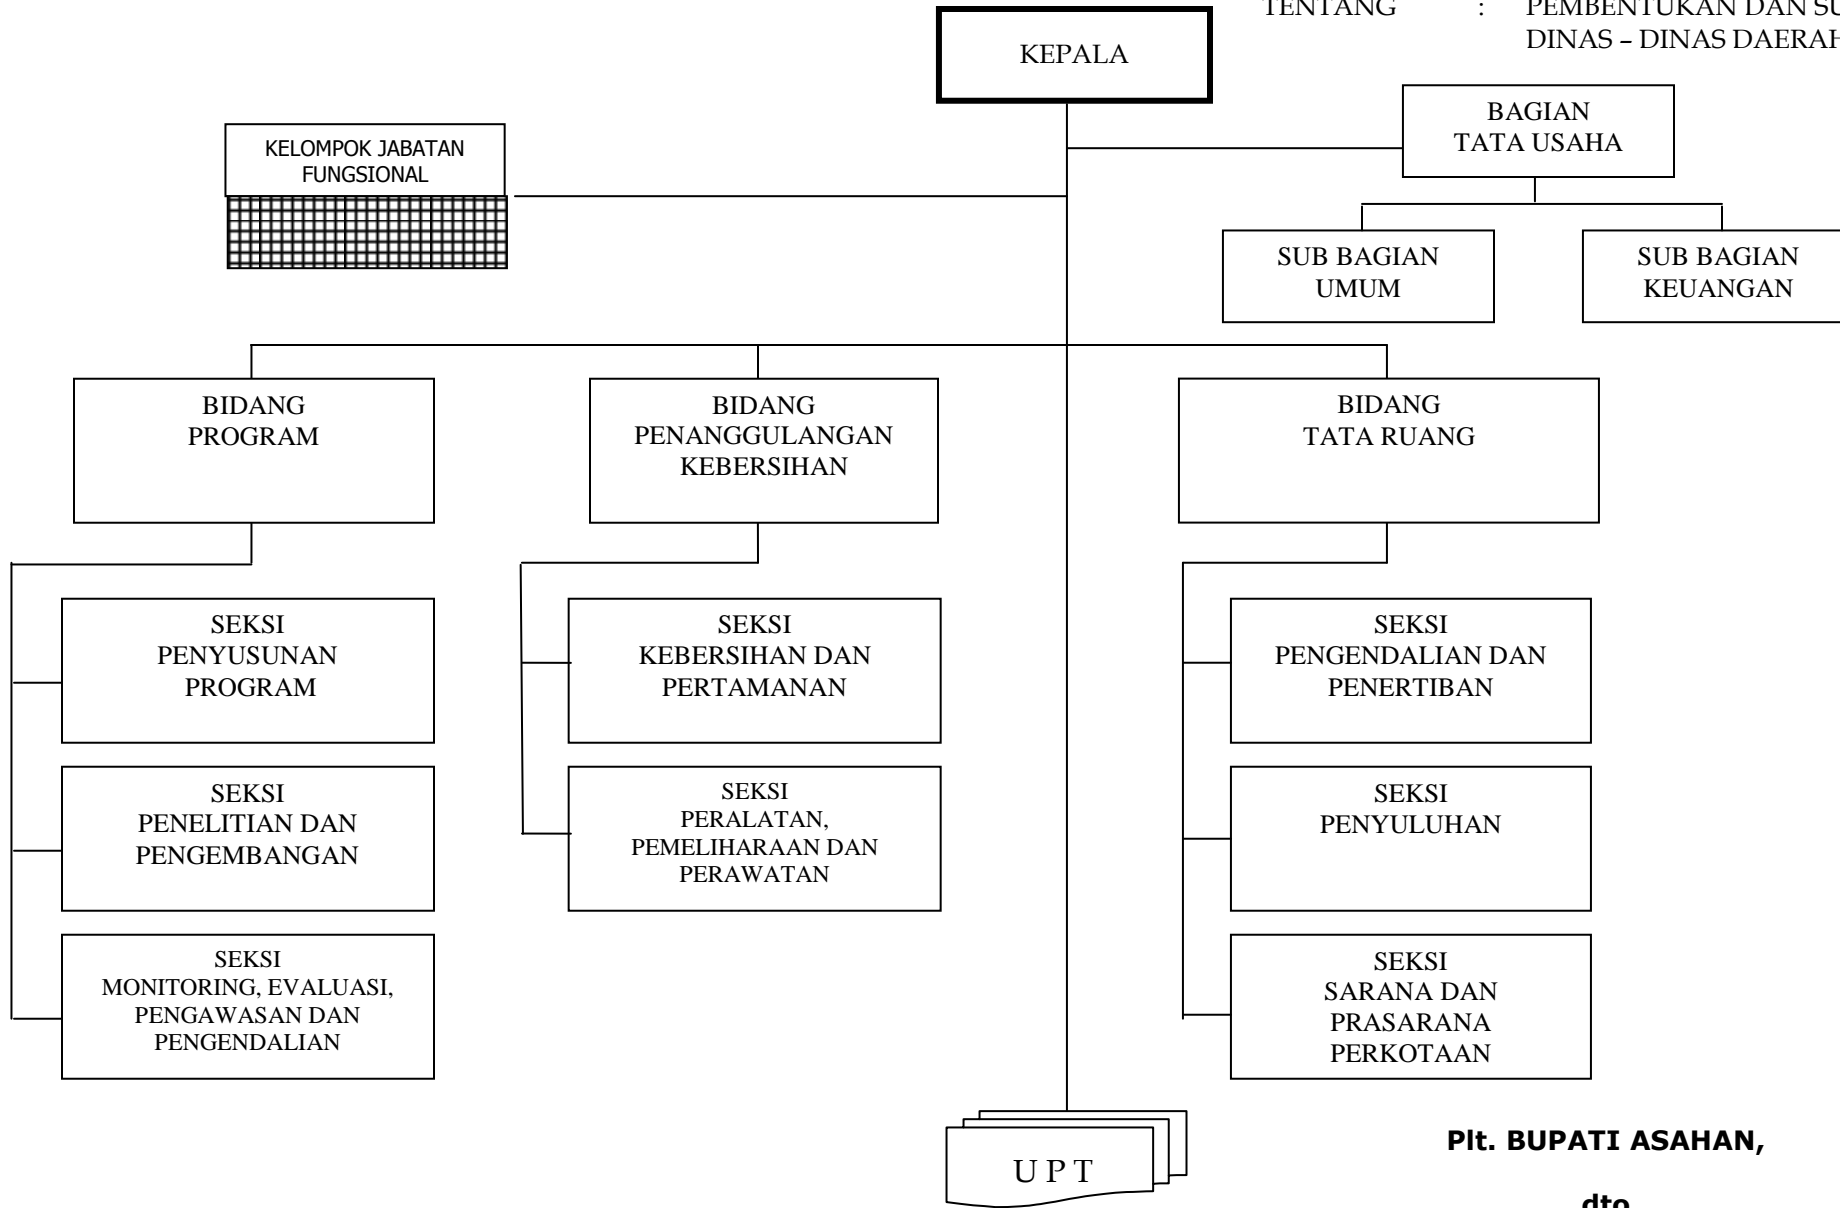 TENTANG : PEMBENTUKAN DAN
DINAS – DINAS DAERAH
KEPALA
BAGIAN
TATA USAHA
KELOMPOK JABATAN
FUNGSIONAL
SUB BAGIAN
UMUM
SUB BAGIAN
KEUANGAN
BIDANG
PROGRAM
BIDANG
PENANGGULANGAN
KEBERSIHAN
BIDANG
TATA RUANG
SEKSI
PENYUSUNAN
PROGRAM
SEKSI
KEBERSIHAN DAN
PERTAMANAN
SEKSI
PENGENDALIAN DAN
PENERTIBAN
SEKSI
PENELITIAN DAN
PENGEMBANGAN
SEKSI
PERALATAN,
PEMELIHARAAN DAN
PERAWATAN
SEKSI
PENYULUHAN
SEKSI
MONITORING, EVALUASI,
PENGAWASAN DAN
PENGENDALIAN
SEKSI
SARANA DAN
PRASARANA
PERKOTAAN
U P T
Plt. BUPATI ASAHAN,
dto